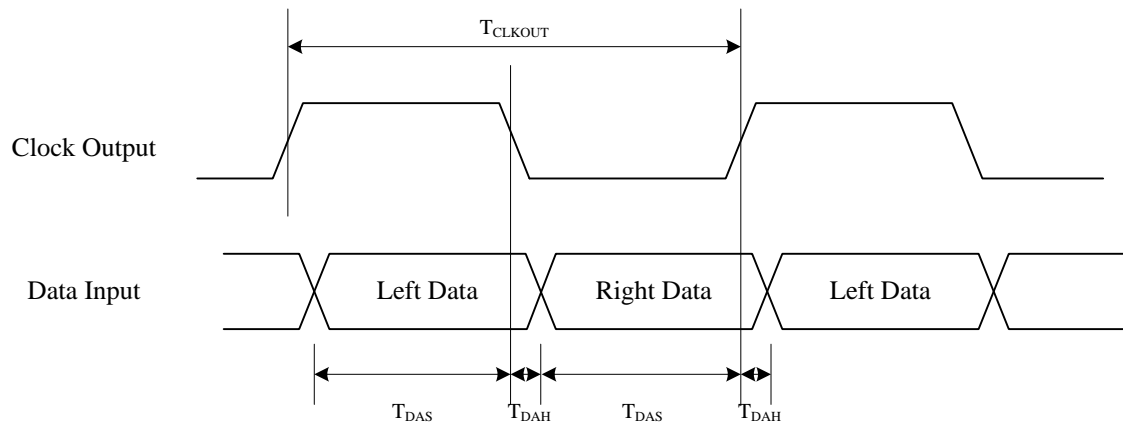 TCLKOUT
Clock Output
Data Input
Left Data
Right Data
Left Data
TDAS
TDAH
TDAS
TDAH